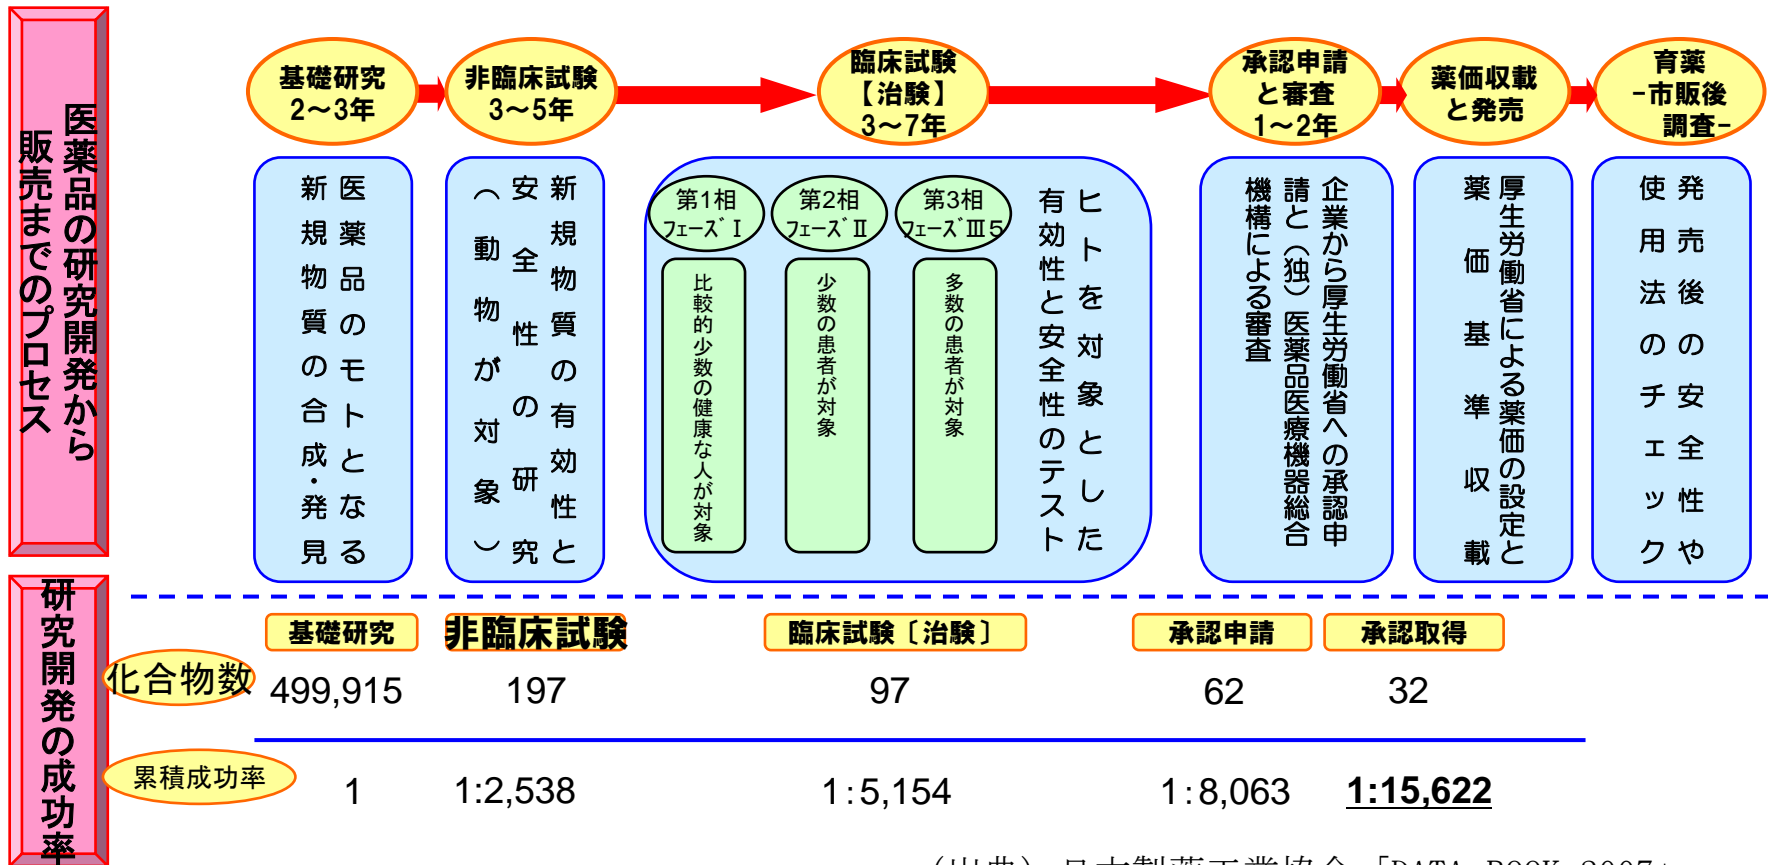 医薬品の研究開発から
販売までのプロセス
基礎研究
2～3年
非臨床試験
3～5年
臨床試験
【治験】
3～7年
承認申請
と審査
1～2年
薬価収載
と発売
育薬
-市販後
調査-
医薬品のモトとなる
新規物質の合成・発見
新規物質の有効性と
安全性の研究
（動物が対象）
第1相
フェーズⅠ
比較的少数の健康な人が対象
第2相
フェーズⅡ
少数の患者が対象
第3相
フェーズⅢ5
多数の患者が対象
ヒトを対象とした
有効性と安全性のテスト
企業から厚生労働省への承認申
請と（独）医薬品医療機器総合
機構による審査
厚生労働省による薬価の設定と
薬価基準収載
発売後の安全性や
使用法のチェック
研究開発の成功率
基礎研究
非臨床試験
臨床試験〔治験〕
承認申請
承認取得
化合物数
499,915
197
97
62
32
累積成功率
1
1:2,538
1:5,154
1:8,063
1:15,622
(出典) 日本製薬工業協会「DATA BOOK 2007」